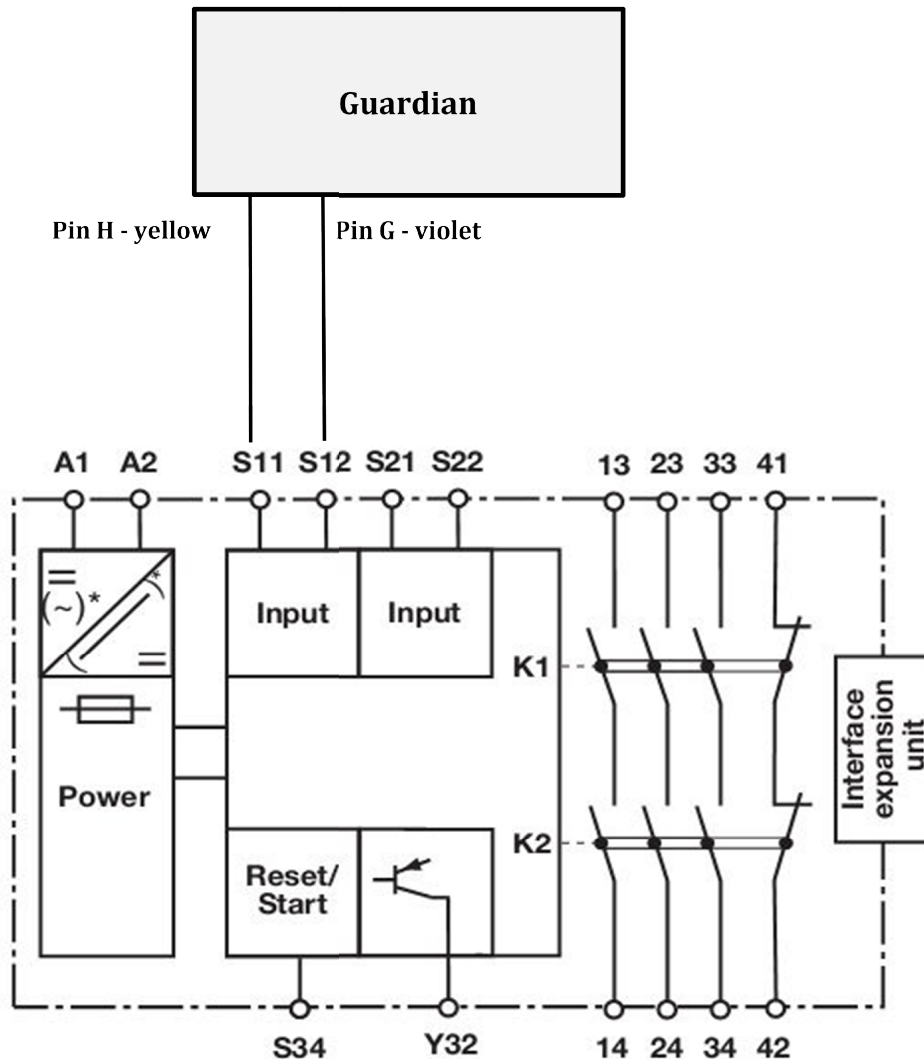 Guardian
Pin H - yellow
Pin G - violet
A1 A2 S11 S12 S21 S22 13 23 33 41
=
(~)*
*
=
Input
Input
K1
Interface
expansion
unit
Power
K2
Reset/
Start
S34 Y32 14 24 34 42